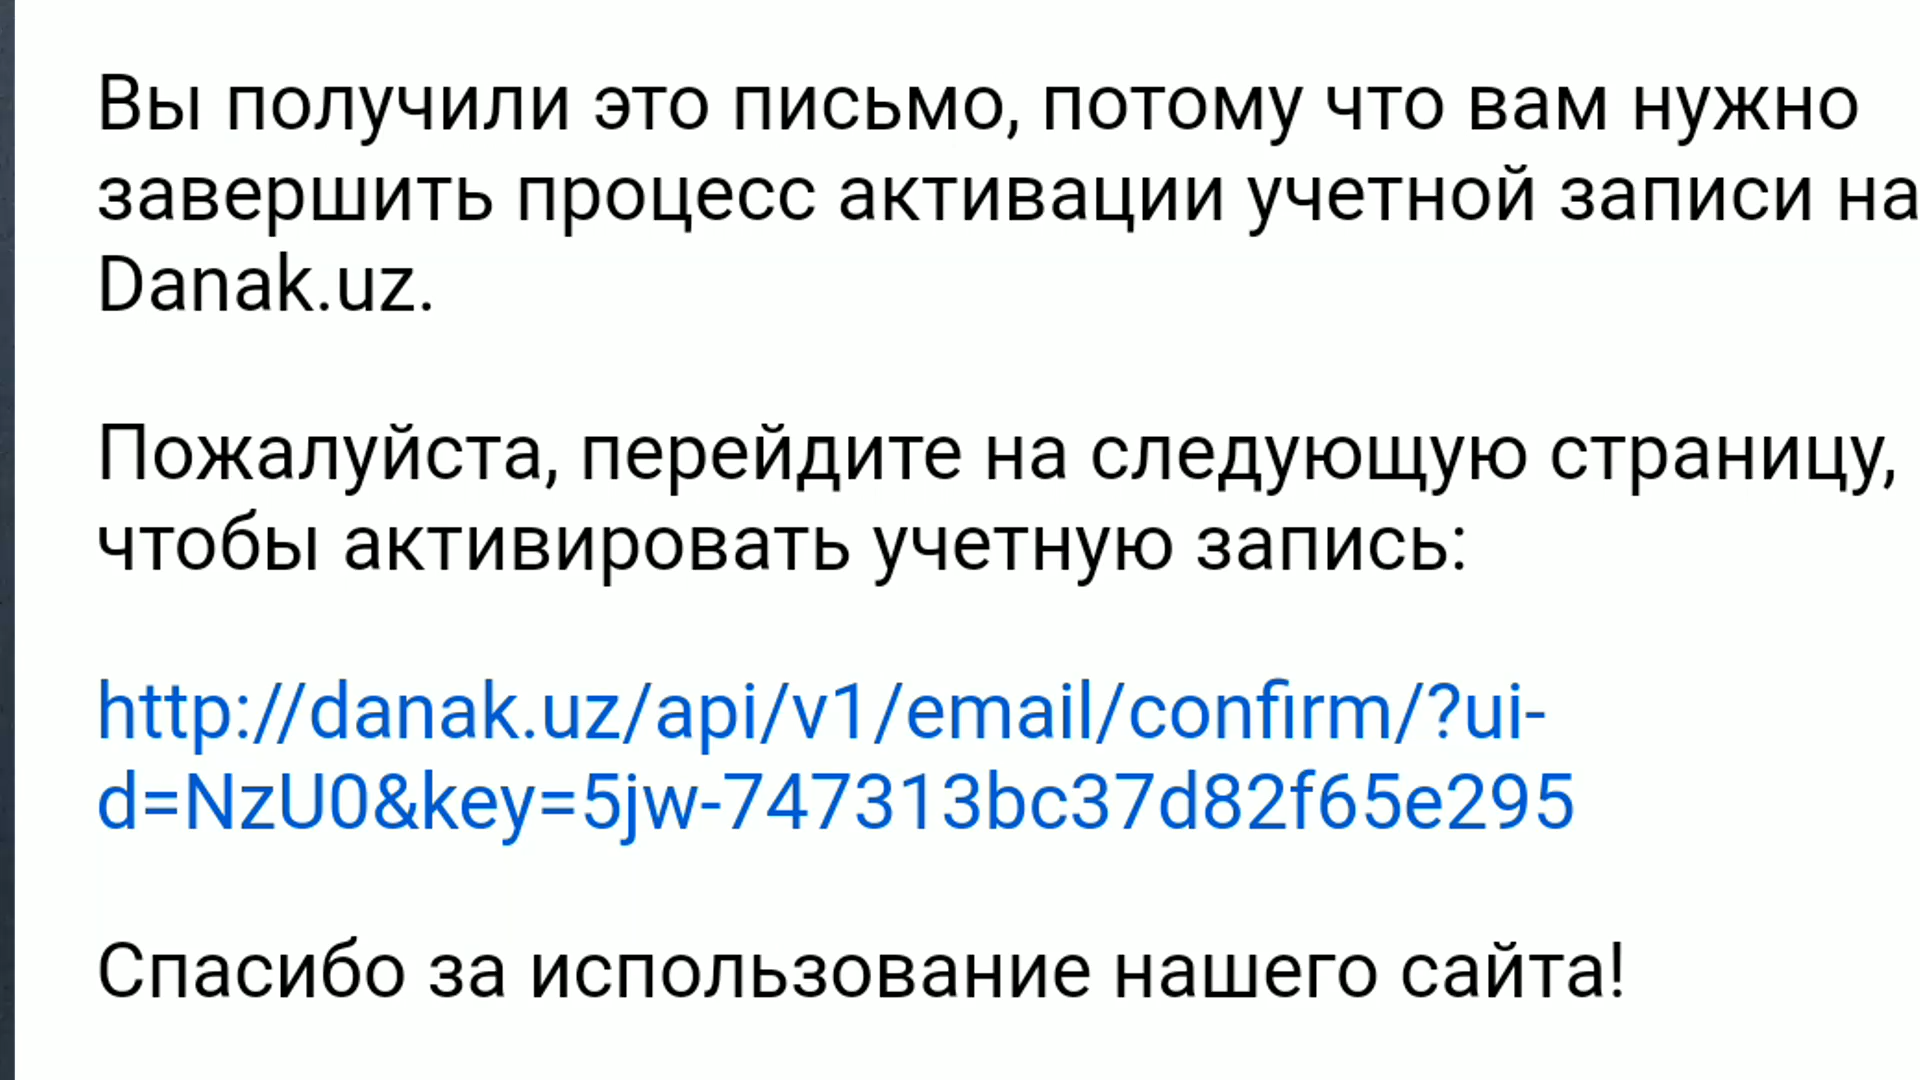 Вы получили это письмо, потому что вам нужно
завершить процесс активации учетной записи на
Danak.uz.
Пожалуйста, перейдите на следующую страницу,
чтобы активировать учетную запись:
http://danak.uz/api/v1/email/confirm/?ui-
d=NzU0&key=5jw-747313bc37d82f65e295
Спасибо за использование нашего сайта!